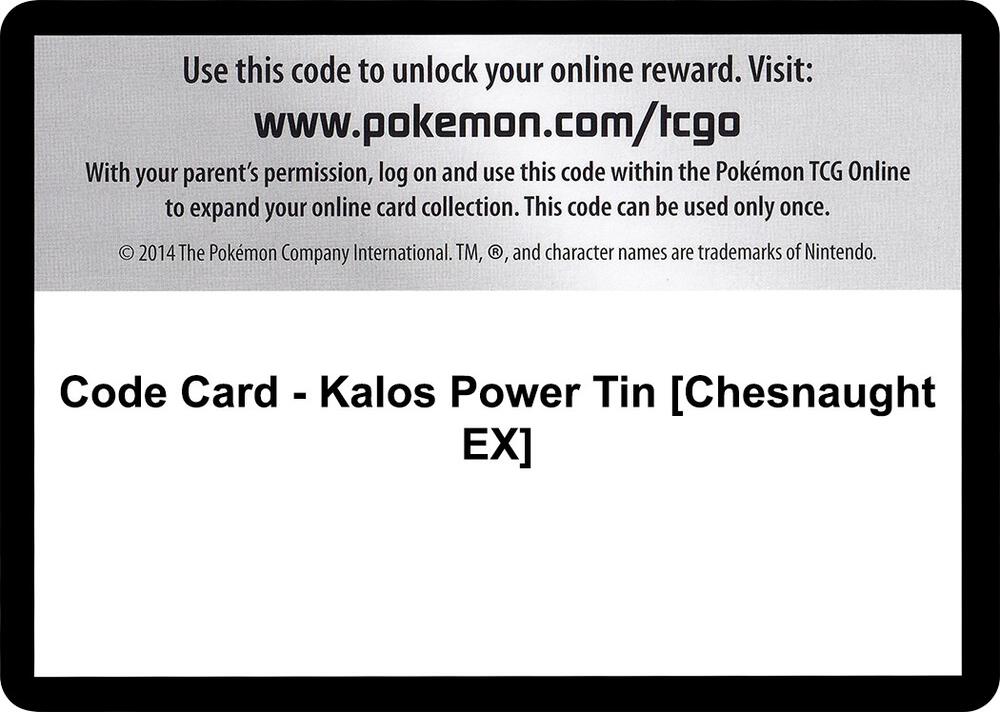 Use this code to unlock your online reward. Visit:
www.pokemon.com/tcgo
With your parent's permission, log on and use this code within the Pokémon TCG Online
to expand your online card collection. This code can be used only once.
© 2014 The Pokémon Company International. TM, ®, and character names are trademarks of Nintendo.
Code Card - Kalos Power Tin [Chesnaught
EX]